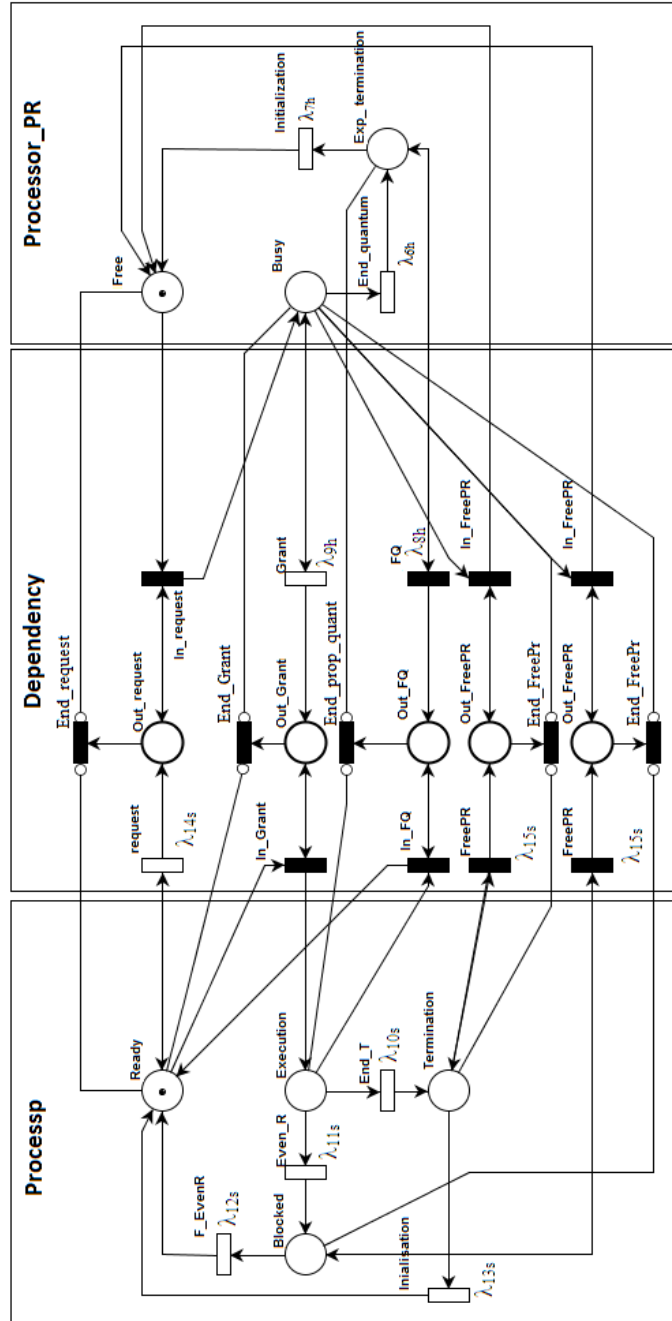 Processp
Dependency
Processor_PR
Ready
F_EvenR
λ12s
Blocked
Even_R
λ11s
Execution
End_T
λ10s
Termination
Inialisation
λ13s
End_request
request
λ14s
Out_request
In_request
End_Grant
In_Grant
Out_Grant
Grant
λ9h
End_prop_quant
In_FQ
Out_FQ
FQ
λ8h
FreePR
λ15s
Out_FreePR
In_FreePR
End_FreePr
FreePR
λ15s
Out_FreePR
In_FreePR
End_FreePr
Free
Busy
End_quantum
λ6h
Exp_termination
Initialization
λ7h